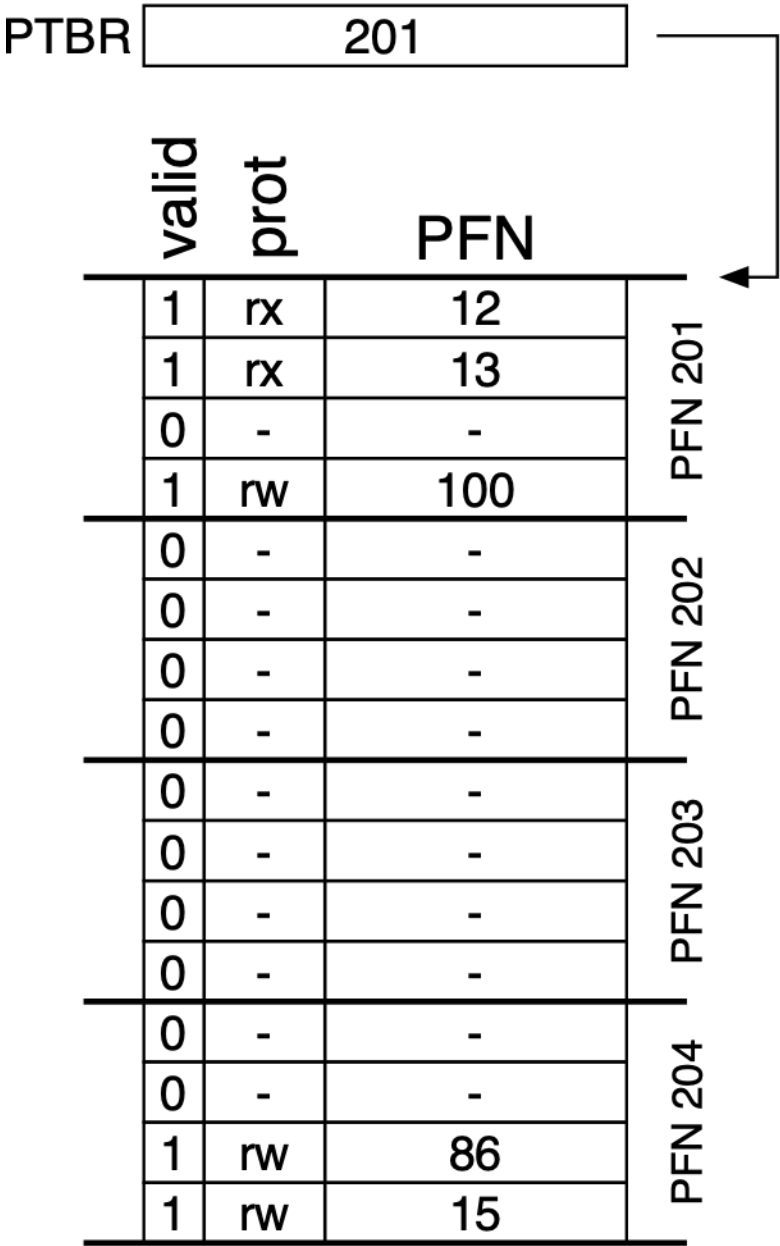 PTBR 201
valid prot PFN
1 rx 12
1 rx 13
0 - -
1 rw 100
PFN 201
0 - -
0 - -
0 - -
0 - -
PFN 202
0 - -
0 - -
0 - -
0 - -
PFN 203
0 - -
0 - -
1 rw 86
1 rw 15
PFN 204